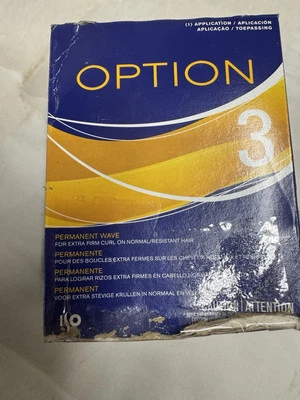 (1) APPLICATION / APLICACIÓN
APLICAÇÃO / TOEPASSING
OPTION
3
PERMANENT WAVE
FOR EXTRA FIRM CURL ON NORMAL/RESISTANT HAIR
PERMANENTE
POUR DES BOUCLES EXTRA FERMES SUR LES CHEVEUX
PERMANENTE
PARA LOGRAR RIZOS EXTRA FIRMES EN CABELLO
PERMANENT
VOOR EXTRA STEVIGE KRULLEN IN NORMAAL EN
ISO
ATTENTION